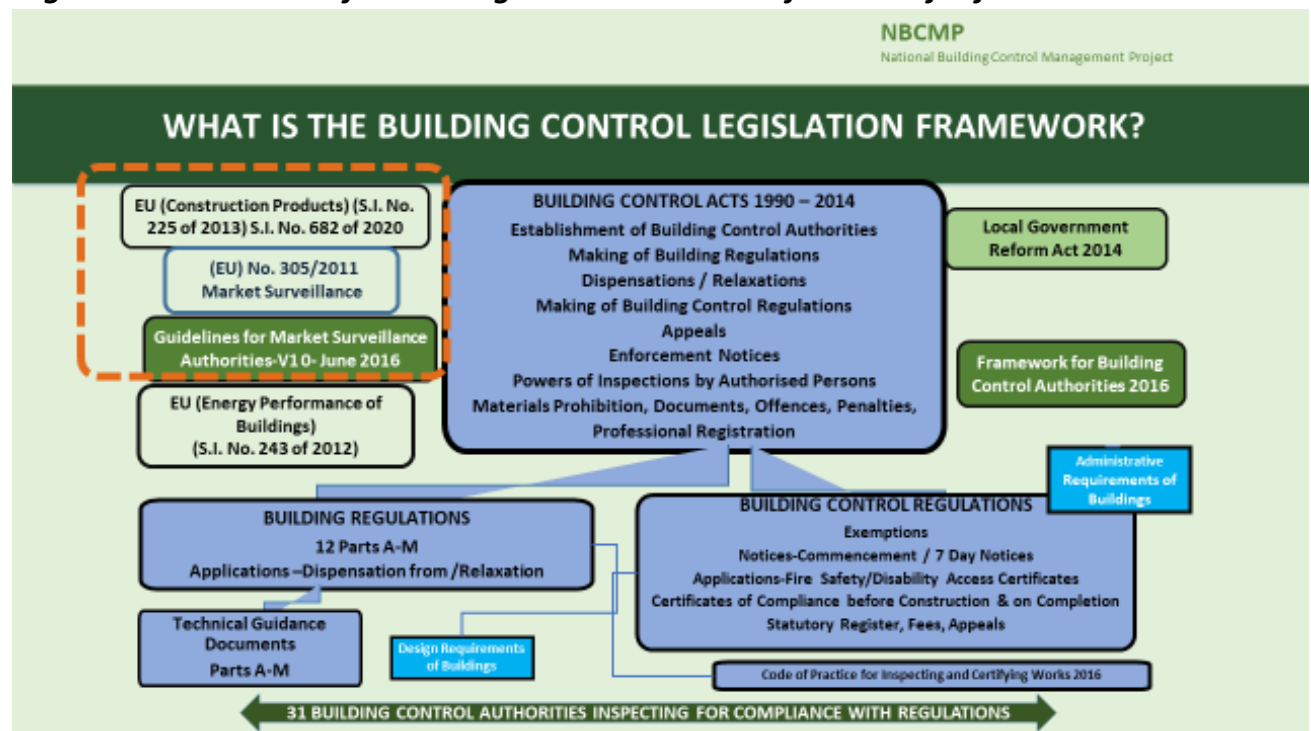 NBCMP
National Building Control Management Project
WHAT IS THE BUILDING CONTROL LEGISLATION FRAMEWORK?
EU (Construction Products) (S.I. No.
225 of 2013) S.I. No. 682 of 2020
(EU) No. 305/2011
Market Surveillance
Guidelines for Market Surveillance
Authorities-V10- June 2016
EU (Energy Performance of
Buildings)
(S.I. No. 243 of 2012)
BUILDING CONTROL ACTS 1990 – 2014
Establishment of Building Control Authorities
Making of Building Regulations
Dispensations / Relaxations
Making of Building Control Regulations
Appeals
Enforcement Notices
Powers of Inspections by Authorised Persons
Materials Prohibition, Documents, Offences, Penalties,
Professional Registration
Local Government
Reform Act 2014
Framework for Building
Control Authorities 2016
Administrative
Requirements of
Buildings
BUILDING REGULATIONS
12 Parts A-M
Applications –Dispensation from /Relaxation
BUILDING CONTROL REGULATIONS
Exemptions
Notices-Commencement / 7 Day Notices
Applications-Fire Safety/Disability Access Certificates
Certificates of Compliance before Construction & on Completion
Statutory Register, Fees, Appeals
Technical Guidance
Documents
Parts A-M
Design Requirements
of Buildings
Code of Practice for Inspecting and Certifying Works 2016
31 BUILDING CONTROL AUTHORITIES INSPECTING FOR COMPLIANCE WITH REGULATIONS